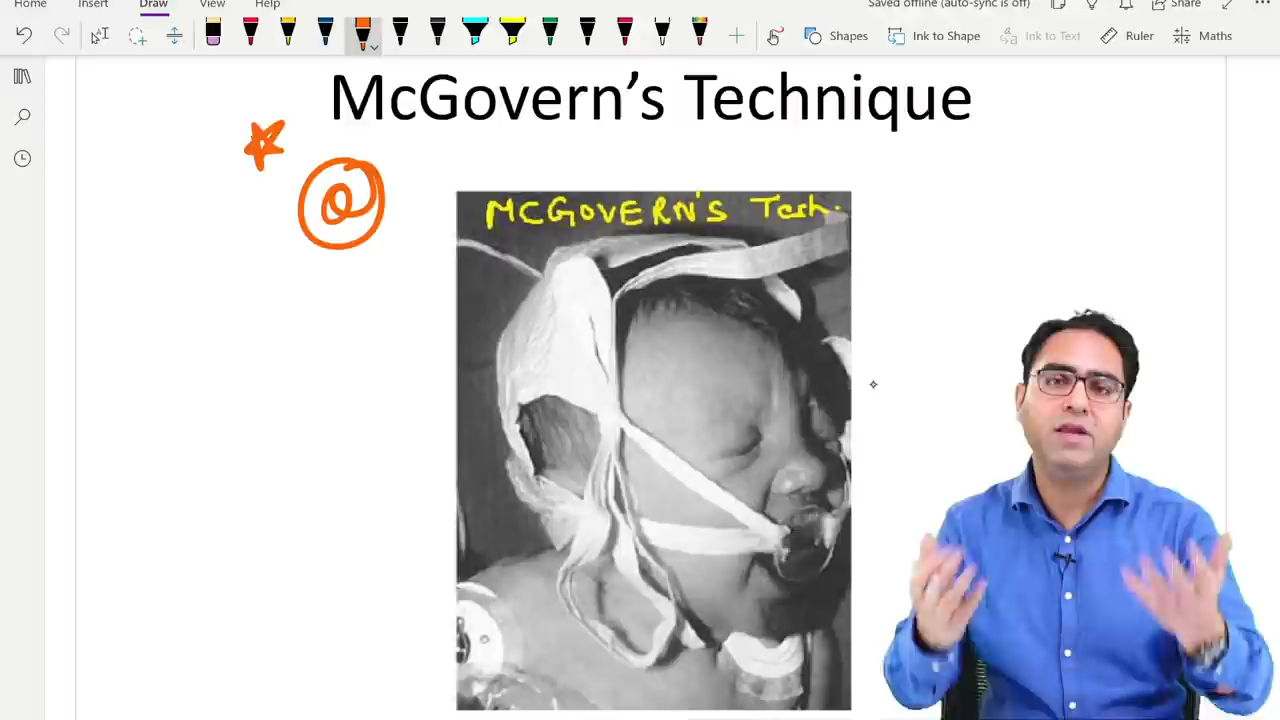 Home Insert Draw View Help Saved offline (auto-sync is off) Share
Shapes Ink to Shape Ink to Text Ruler Maths
McGovern's Technique
MCGOVERN'S Tech.